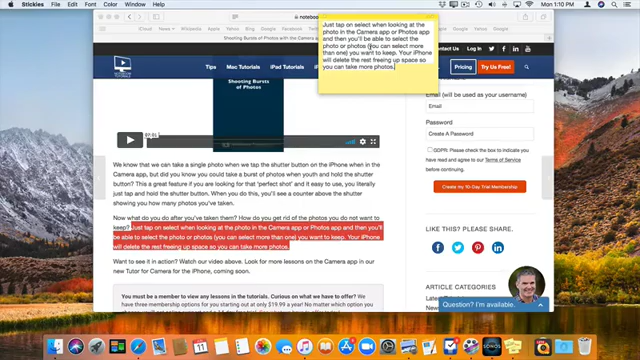 Stickies File Edit
Window Help
Mon 1:10 PM
notebo
Shooting Bursts of Photos with the Camera app
Just tap on select when looking at the
photo in the Camera app or Photos app
and then you'll be able to select the
photo or photos (you can select more
than one) you want to keep. Your iPhone
will delete the rest freeing up space so
you can take more photos.
Contact Us Log In
Tips Mac Tutorials iPad Tutorials iPhone
Pricing Try Us Free!
Shooting Bursts
of Photos
07:01
Email (will be used as your username)
Email
Password
Create A Password
GDPR: Please check the box to indicate you
have read and agree to our Terms of Service
before continuing.
Create my 10-Day Trial Membership
We know that we can take a single photo when we tap the shutter button on the iPhone when in the
Camera app, but did you know you could take a burst of photos when youth and hold the shutter
button? This a great feature if you are looking for that 'perfect shot' and it easy to use, you literally
just tap and hold the shutter button. When you do this, you'll see a counter above the shutter
showing you how many photos you've taken.
Now what do you do after you've taken them? How do you get rid of the photos you do not want to
keep? Just tap on select when looking at the photo in the Camera app or Photos app and then you'll
be able to select the photo or photos (you can select more than one) you want to keep. Your iPhone
will delete the rest freeing up space so you can take more photos.
Want to see it in action? Watch our video above. Look for more lessons on the Camera app in our
new Tutor for Camera for the iPhone, coming soon.
You must be a member to view any lessons in the tutorials. Curious on what we have to offer? We
have three membership options for you starting out at only $19.99 a year! No matter which
LIKE THIS? PLEASE SHARE!
ARTICLE CATEGORIES
Latest
Question? I'm available.